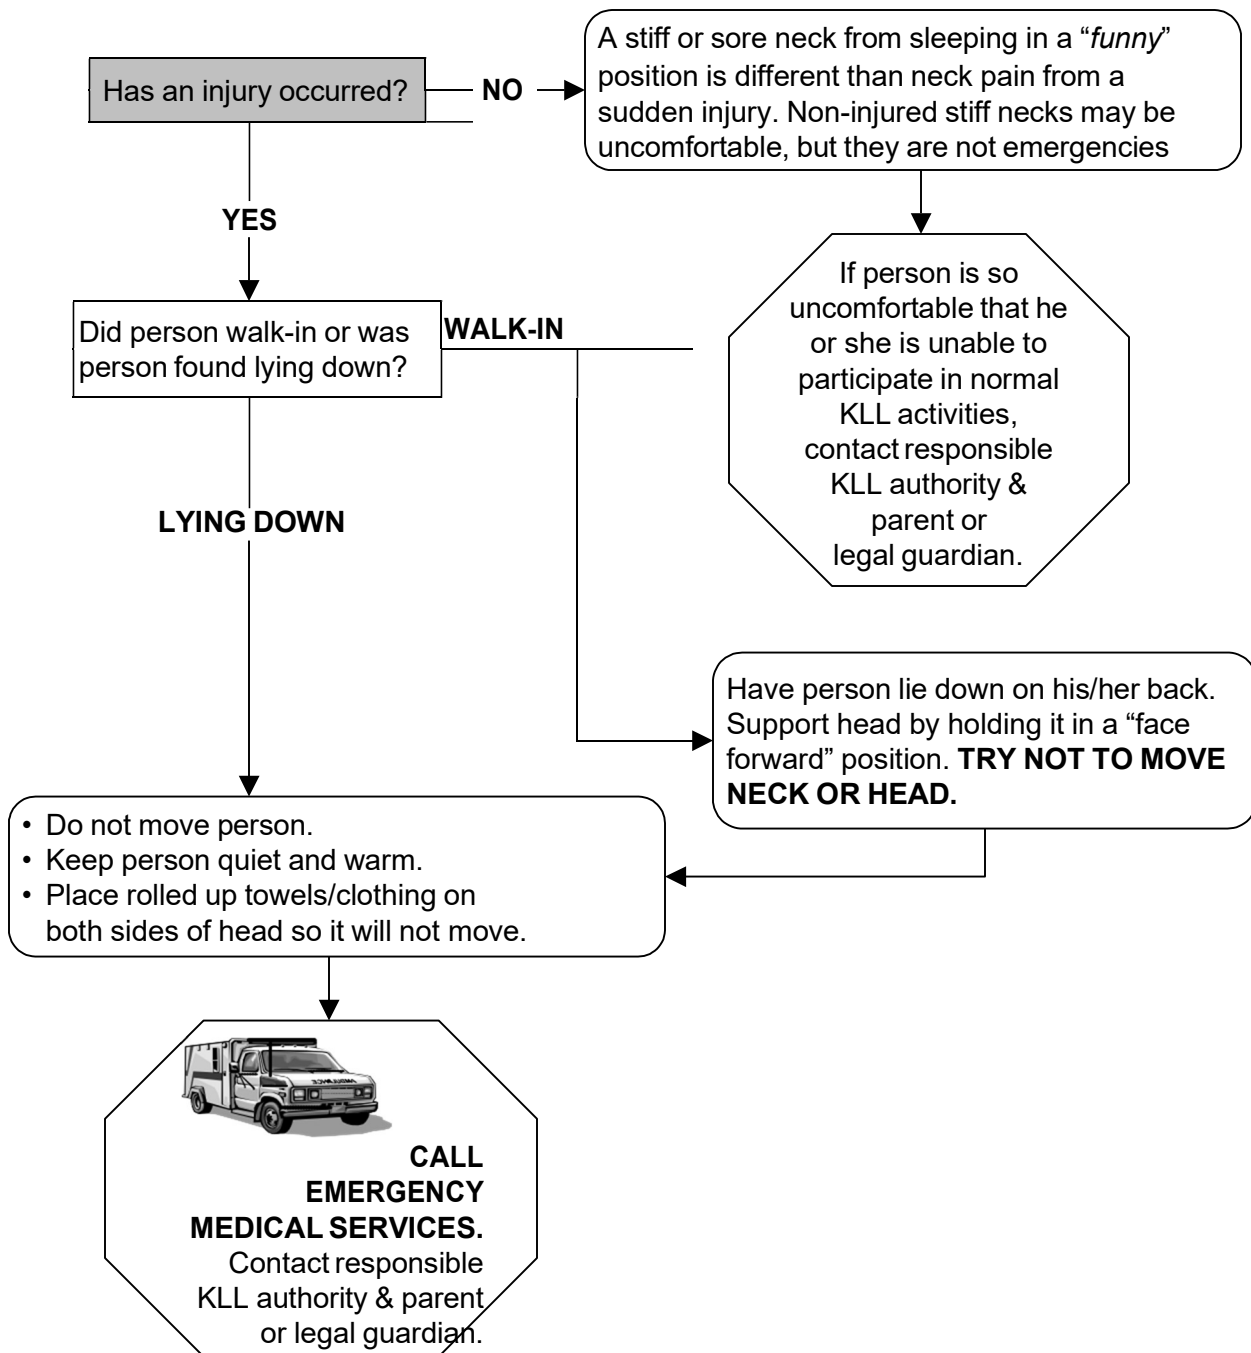 Has an injury occurred?
NO
A stiff or sore neck from sleeping in a “funny”
position is different than neck pain from a
sudden injury. Non-injured stiff necks may be
uncomfortable, but they are not emergencies
YES
If person is so
uncomfortable that he
or she is unable to
participate in normal
KLL activities,
contact responsible
KLL authority &
parent or
legal guardian.
Did person walk-in or was
person found lying down?
WALK-IN
LYING DOWN
Have person lie down on his/her back.
Support head by holding it in a “face
forward” position. TRY NOT TO MOVE
NECK OR HEAD.
• Do not move person.
• Keep person quiet and warm.
• Place rolled up towels/clothing on
both sides of head so it will not move.
AMBULANCE
CALL
EMERGENCY
MEDICAL SERVICES.
Contact responsible
KLL authority & parent
or legal guardian.